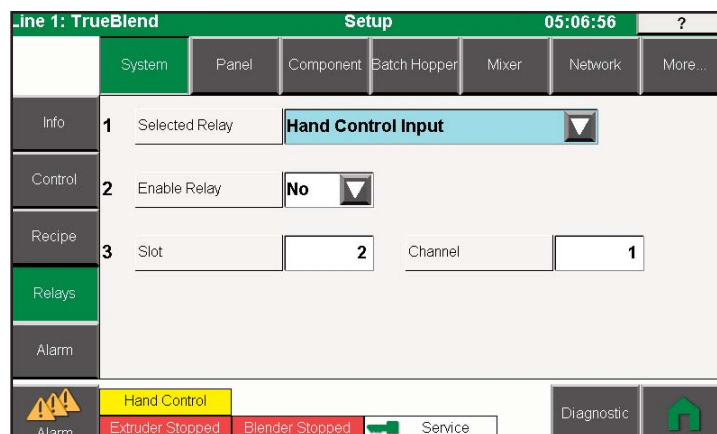 Line 1: TrueBlend Setup 05:06:56 ?
System Panel Component Batch Hopper Mixer Network More...
Info
1 Selected Relay Hand Control Input
Control
2 Enable Relay No
Recipe
3 Slot 2 Channel 1
Relays
Alarm
Hand Control
Diagnostic
Alarm Extruder Stopped Blender Stopped Service